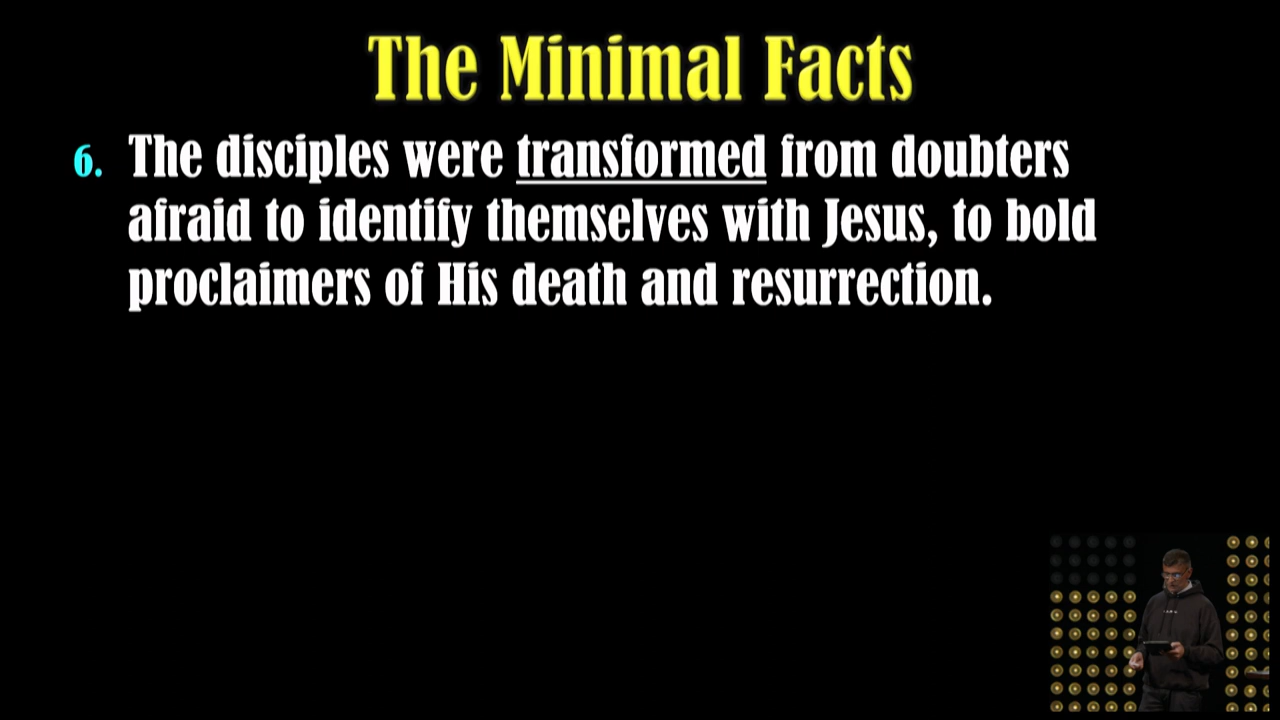 The Minimal Facts
6. The disciples were transformed from doubters
afraid to identify themselves with Jesus, to bold
proclaimers of His death and resurrection.